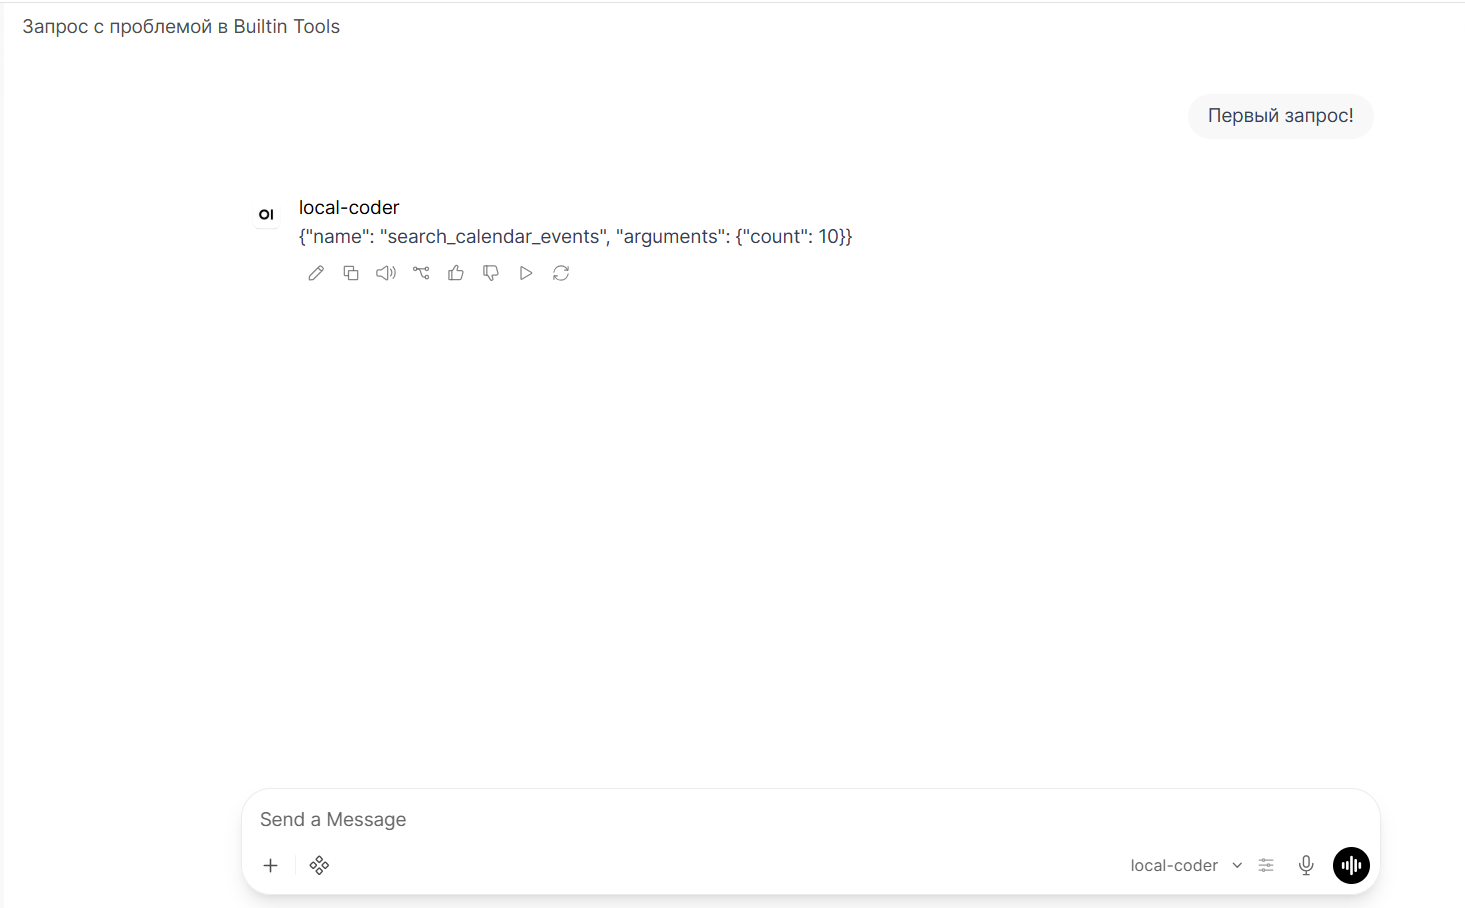 Запрос с проблемой в Builtin Tools
Первый запрос!
OI
local-coder
{"name": "search_calendar_events", "arguments": {"count": 10}}
Send a Message
local-coder